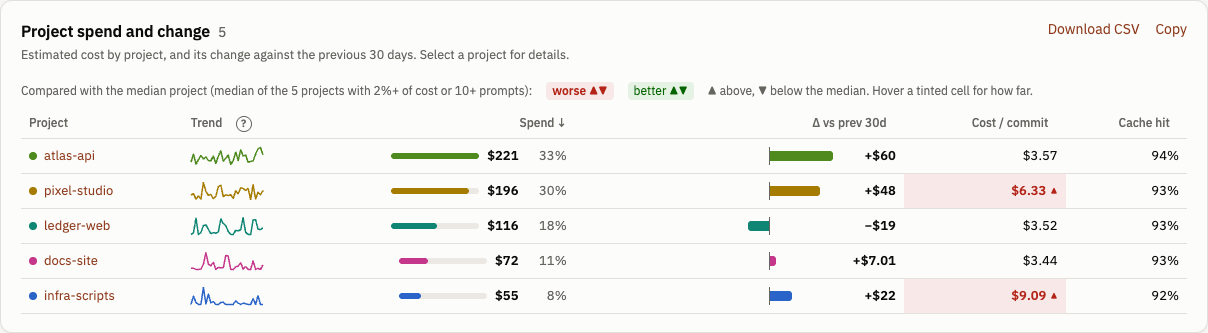 Project spend and change 5
Download CSV Copy
Estimated cost by project, and its change against the previous 30 days. Select a project for details.
Compared with the median project (median of the 5 projects with 2%+ of cost or 10+ prompts): worse ▲▼ better ▲▼ ▲ above, ▼ below the median. Hover a tinted cell for how far.
Project Trend ? Spend ↓ Δ vs prev 30d Cost / commit Cache hit
atlas-api $221 33% +$60 $3.57 94%
pixel-studio $196 30% +$48 $6.33 ▲ 93%
ledger-web $116 18% −$19 $3.52 93%
docs-site $72 11% +$7.01 $3.44 93%
infra-scripts $55 8% +$22 $9.09 ▲ 92%